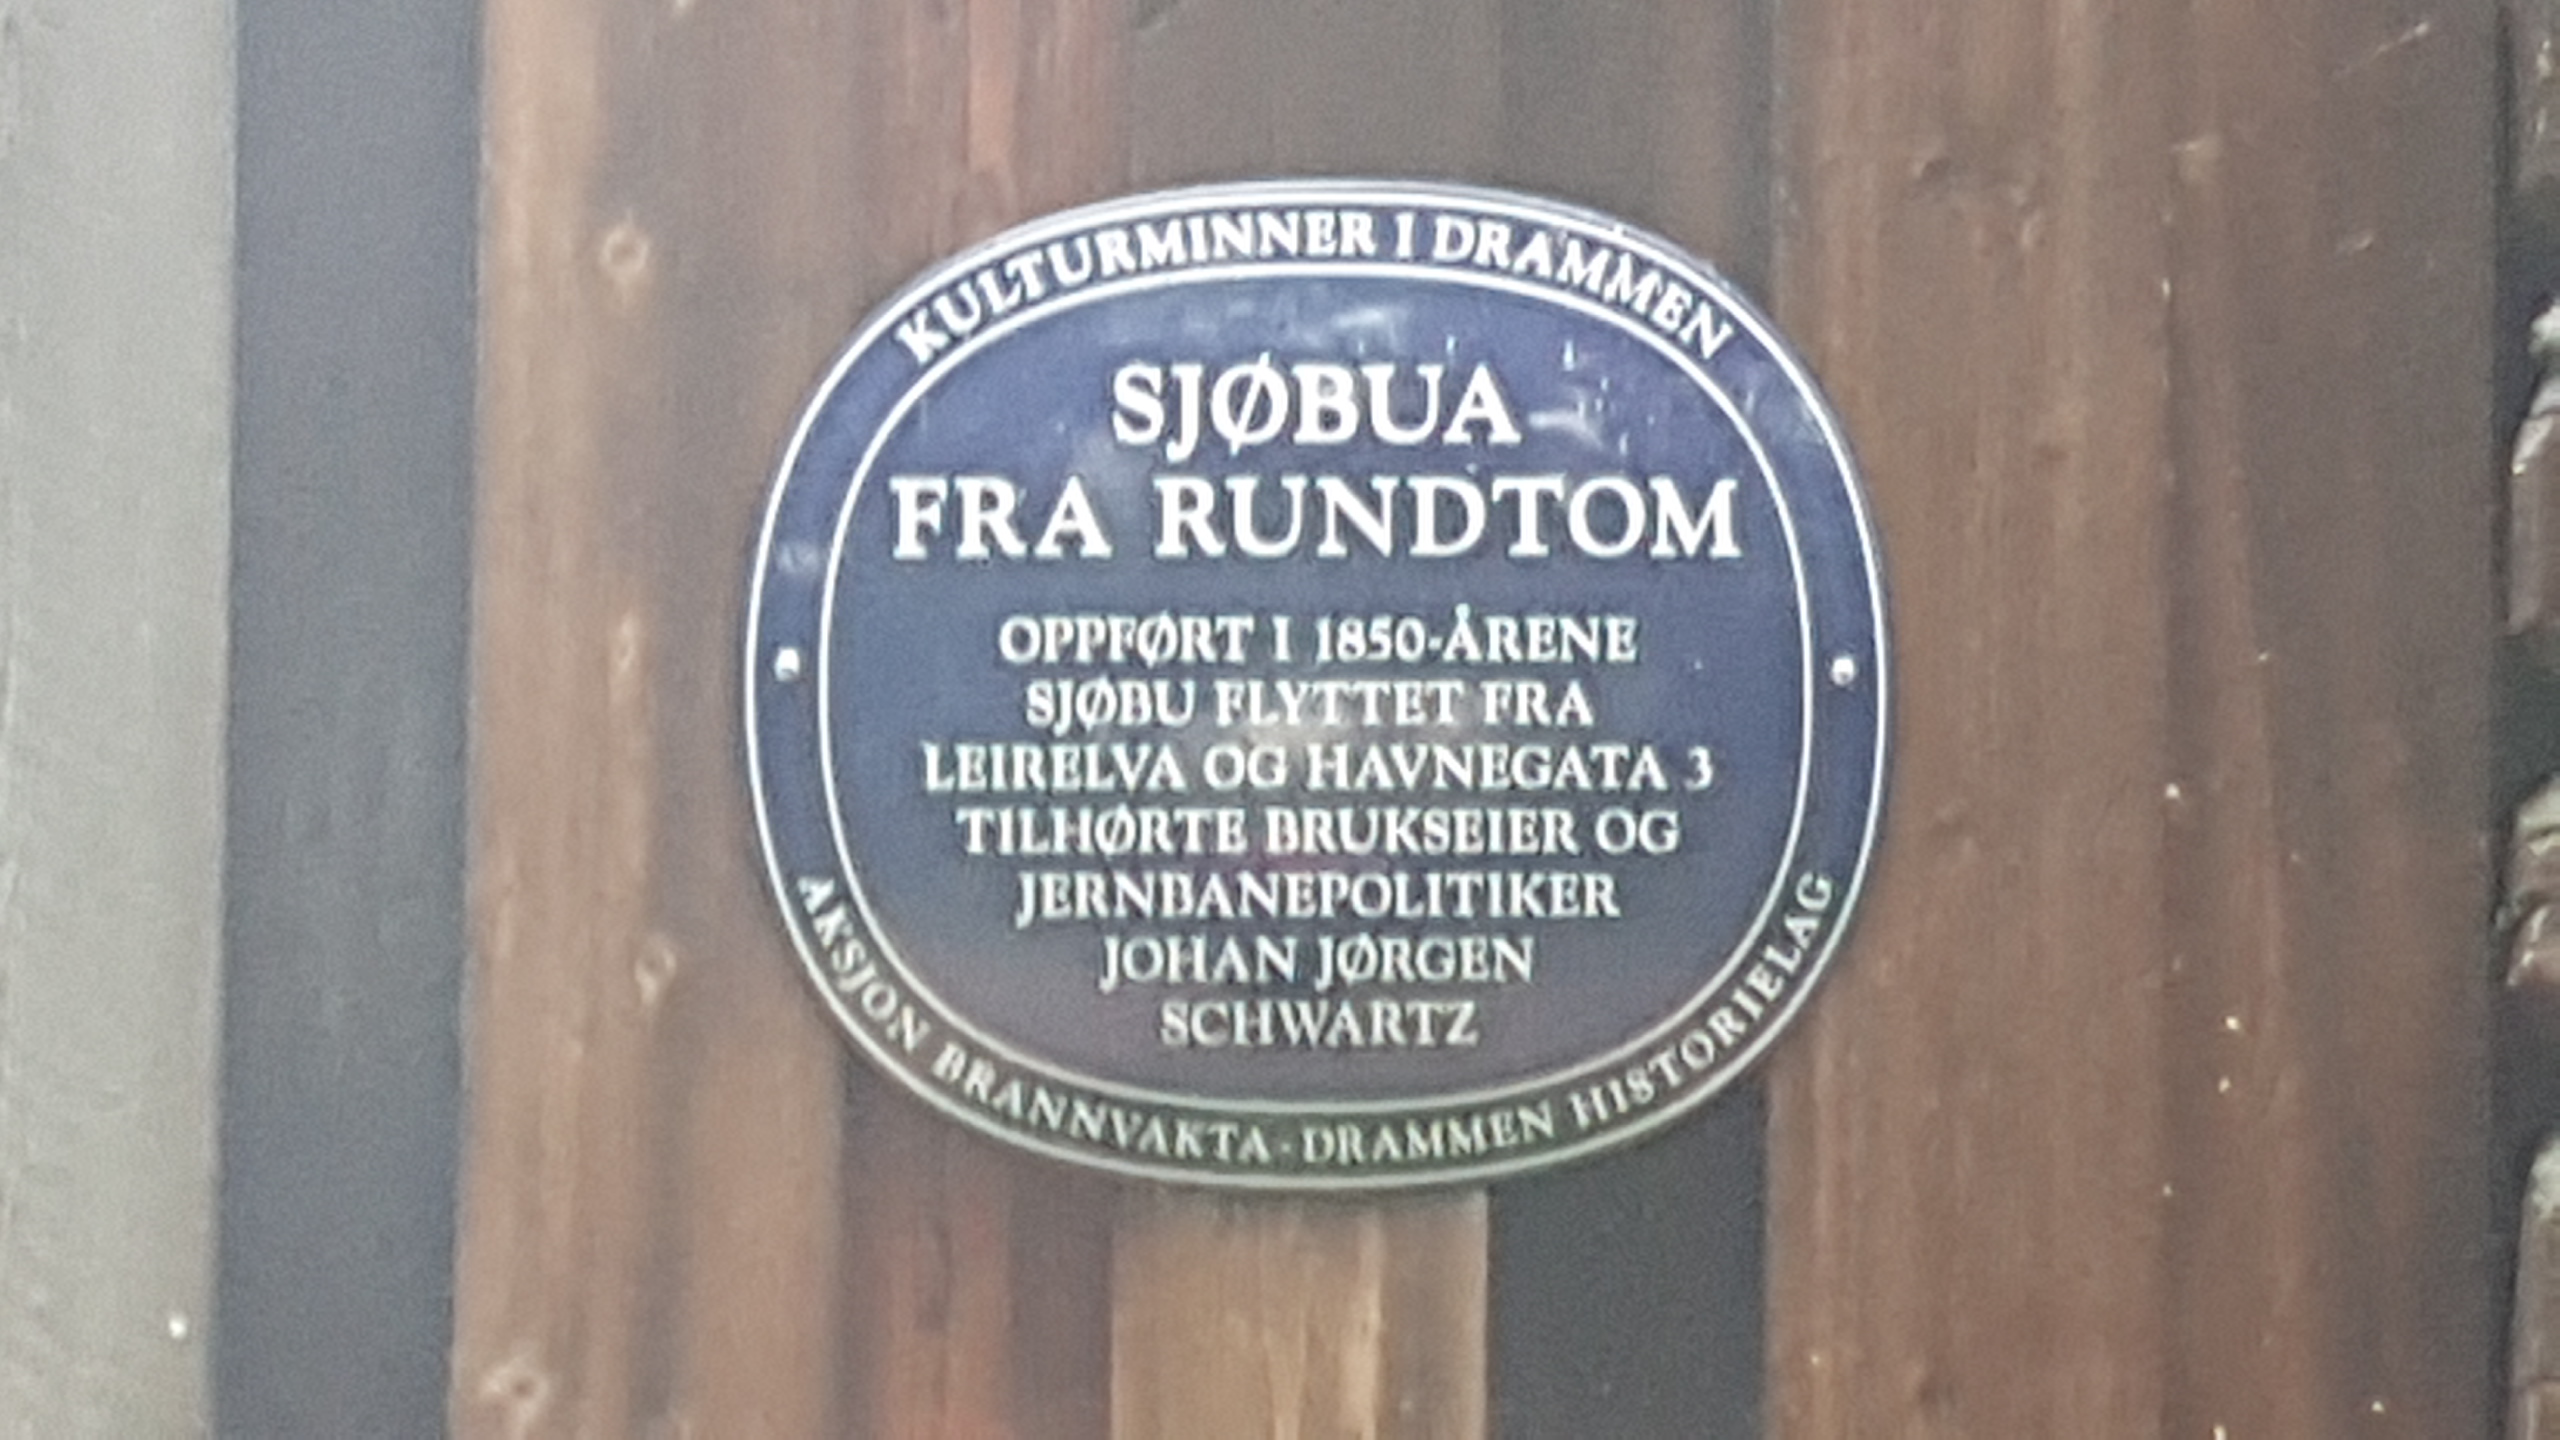 KULTURMINNER I DRAMMEN
SJØBUA
FRA RUNDTOM
OPPFØRT I 1850-ÅRENE
SJØBU FLYTTET FRA
LEIRELVA OG HAVNEGATA 3
TILHØRTE BRUKSEIER OG
JERNBANEPOLITIKER
JOHAN JØRGEN
SCHWARTZ
AKSJON BRANNVAKTA · DRAMMEN HISTORIELAG